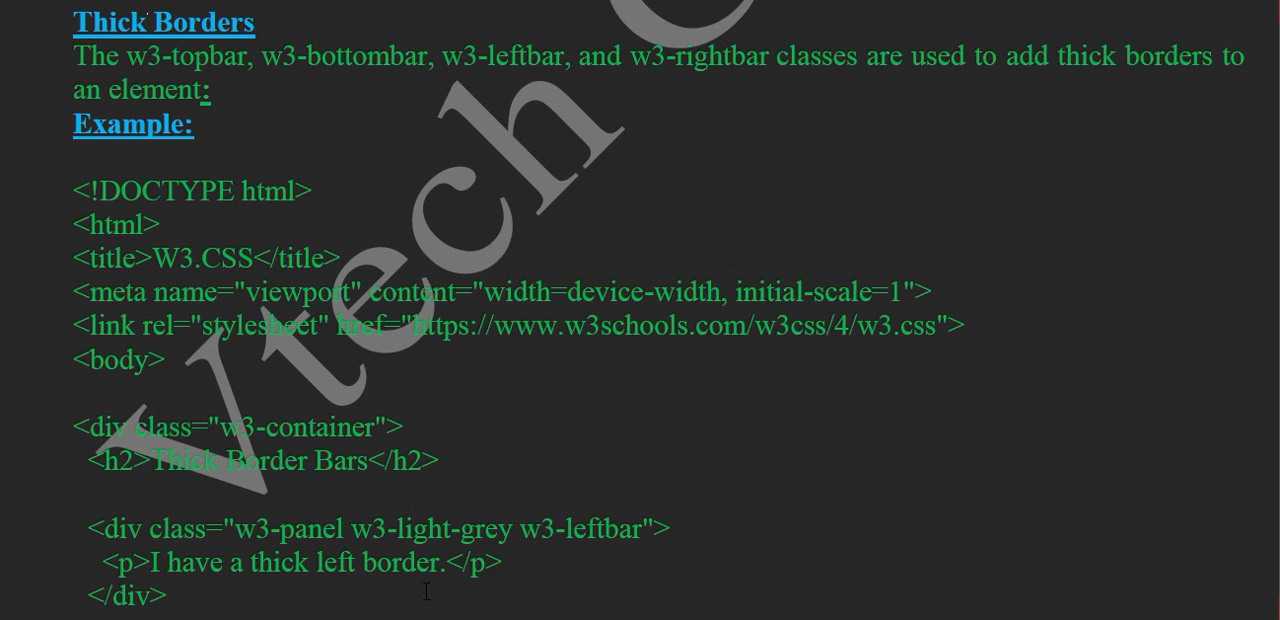 Thick Borders
The w3-topbar, w3-bottombar, w3-leftbar, and w3-rightbar classes are used to add thick borders to
an element:
Example:
<!DOCTYPE html>
<html>
<title>W3.CSS</title>
<meta name="viewport" content="width=device-width, initial-scale=1">
<link rel="stylesheet" href="https://www.w3schools.com/w3css/4/w3.css">
<body>
<div class="w3-container">
<h2>Thick Border Bars</h2>
<div class="w3-panel w3-light-grey w3-leftbar">
<p>I have a thick left border.</p>
</div>
Vtech